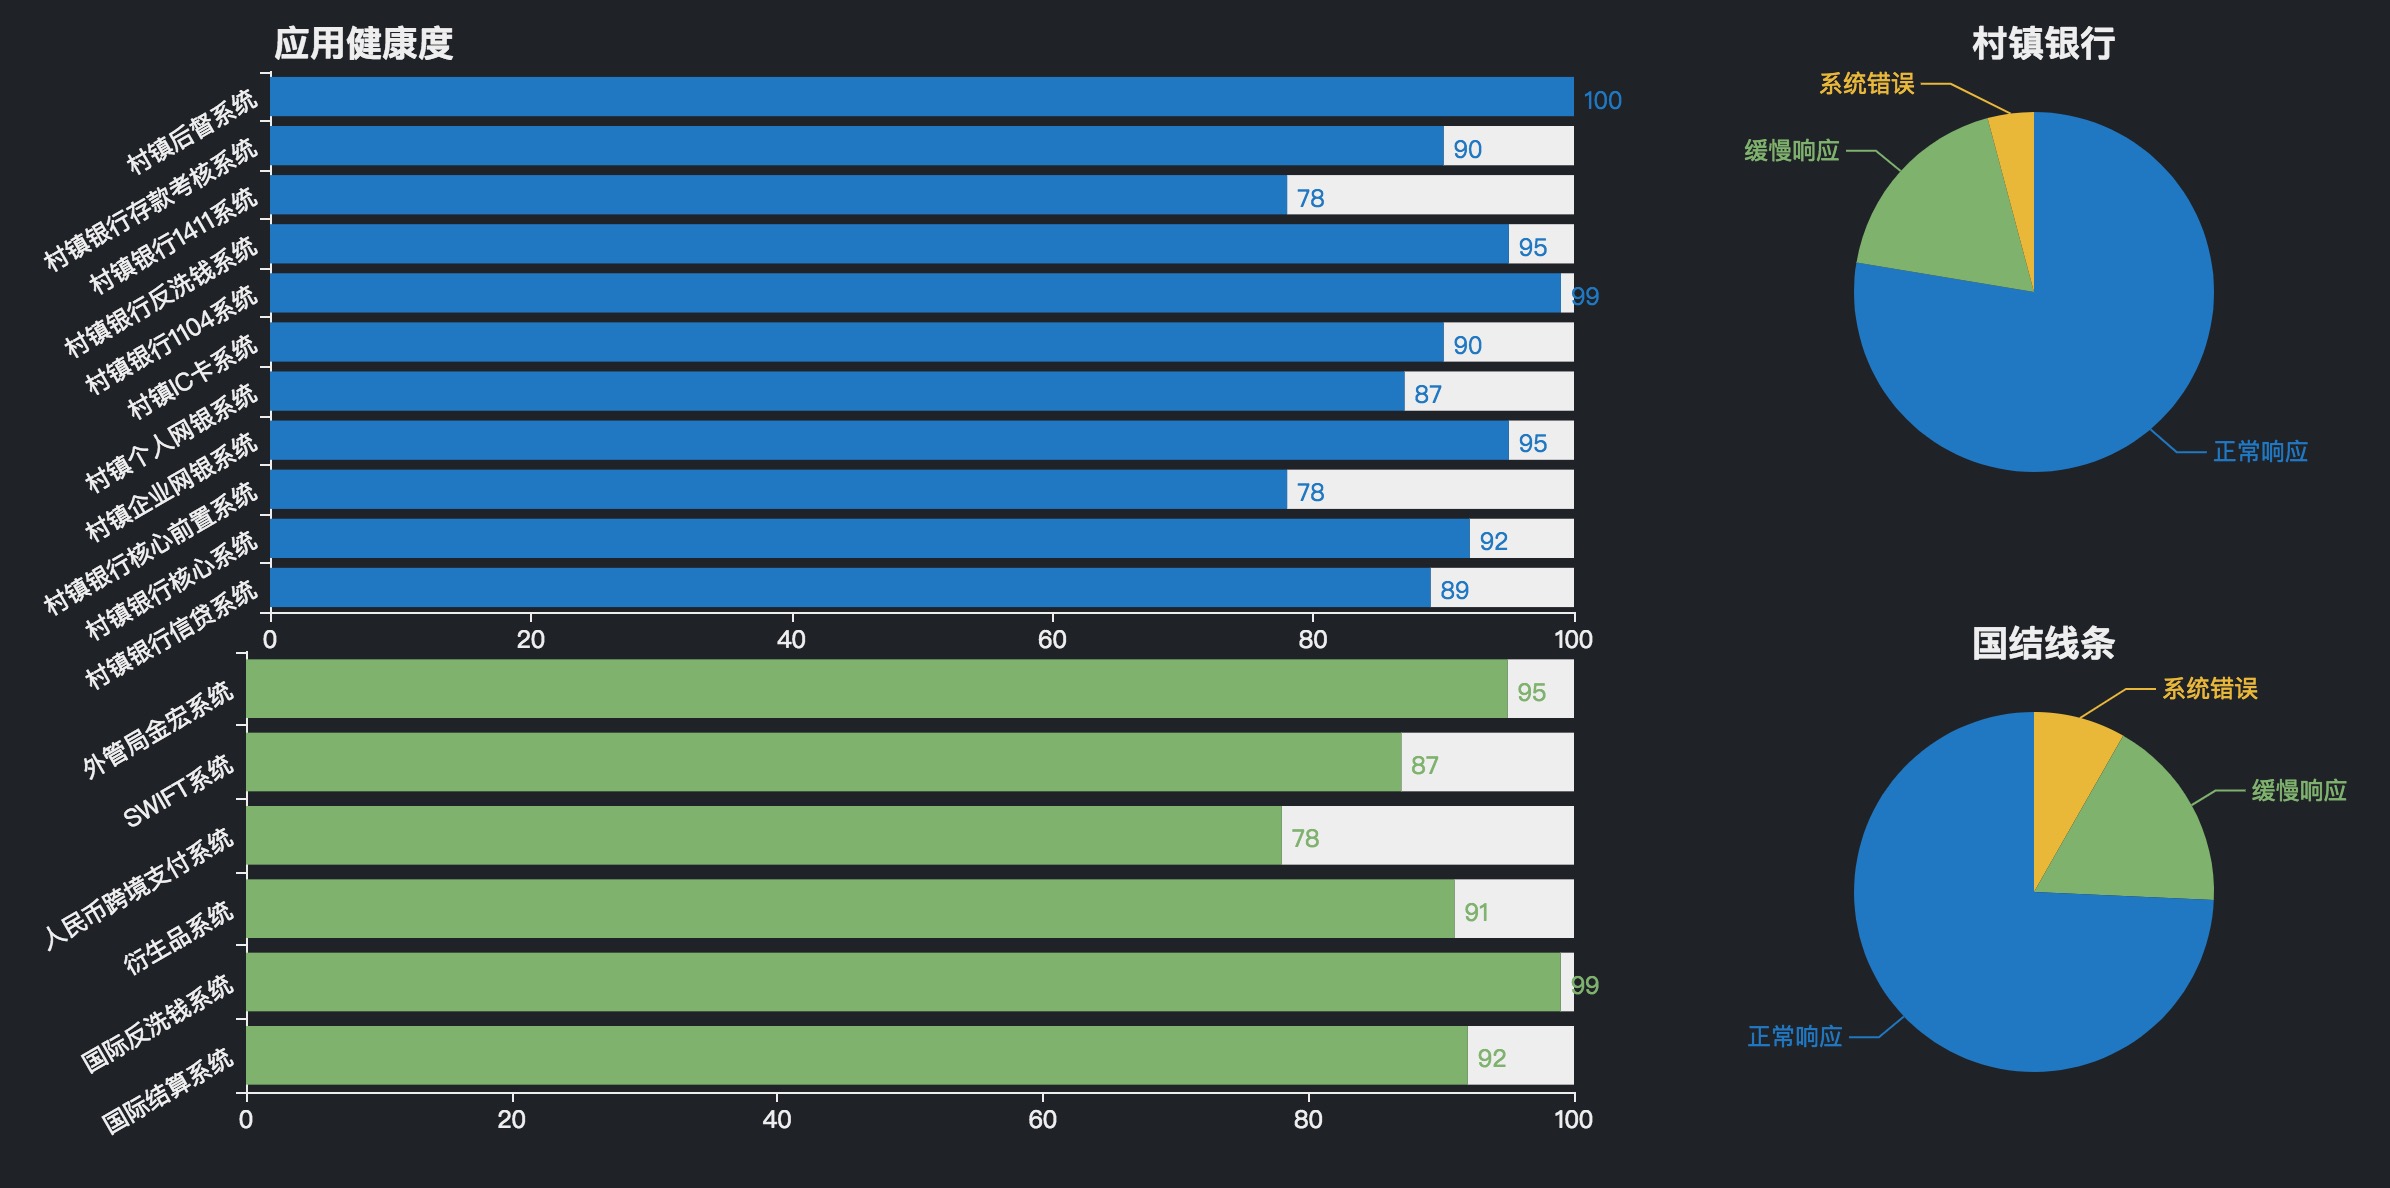 应用健康度
村镇后督系统
100
村镇银行存款考核系统
90
村镇银行1411系统
78
村镇银行反洗钱系统
95
村镇银行1104系统
99
村镇IC卡系统
90
村镇个人网银系统
87
村镇企业网银系统
95
村镇银行核心前置系统
78
村镇银行核心系统
92
村镇银行信贷系统
89
0 20 40 60 80 100
外管局金宏系统
95
SWIFT系统
87
人民币跨境支付系统
78
衍生品系统
91
国际反洗钱系统
99
国际结算系统
92
0 20 40 60 80 100
村镇银行
系统错误
缓慢响应
正常响应
国结线条
系统错误
缓慢响应
正常响应